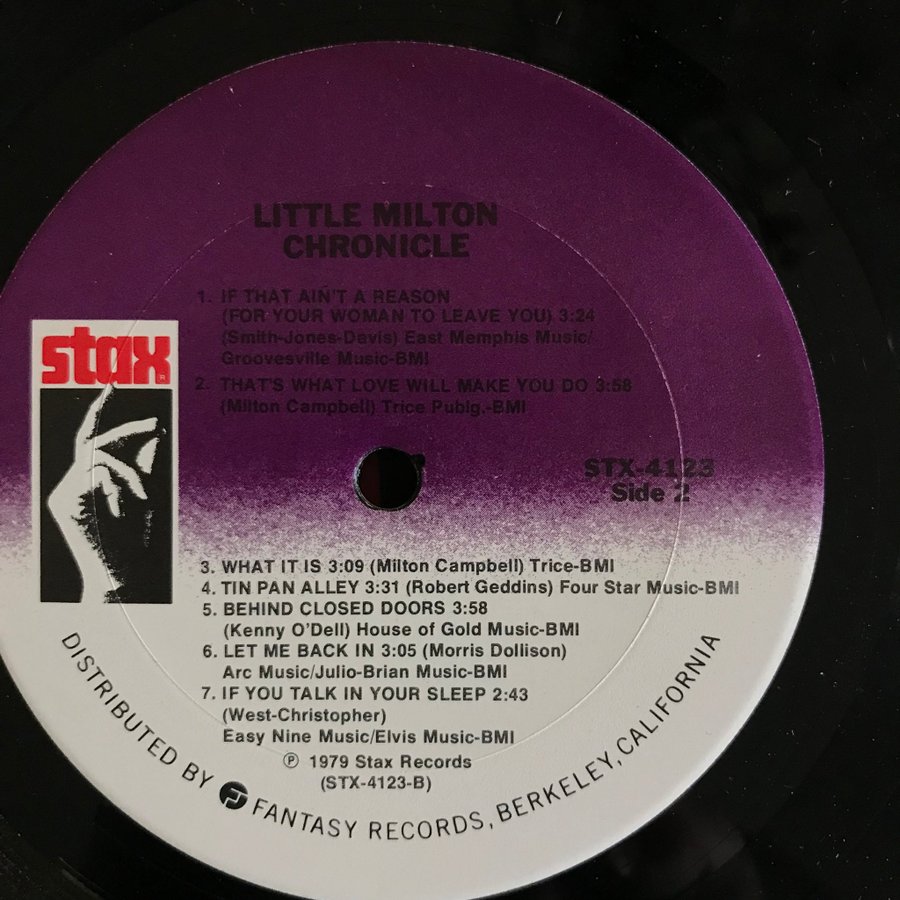 LITTLE MILTON
CHRONICLE
1. IF THAT AIN'T A REASON
(FOR YOUR WOMAN TO LEAVE YOU) 3:24
(Smith-Jones-Davis) East Memphis Music/
Groovesville Music-BMI
2. THAT'S WHAT LOVE WILL MAKE YOU DO 3:58
(Milton Campbell) Trice Publg.-BMI
stax
STX-4123
Side 2
3. WHAT IT IS 3:09 (Milton Campbell) Trice-BMI
4. TIN PAN ALLEY 3:31 (Robert Geddins) Four Star Music-BMI
5. BEHIND CLOSED DOORS 3:58
(Kenny O'Dell) House of Gold Music-BMI
6. LET ME BACK IN 3:05 (Morris Dollison)
Arc Music/Julio-Brian Music-BMI
7. IF YOU TALK IN YOUR SLEEP 2:43
(West-Christopher)
Easy Nine Music/Elvis Music-BMI
℗ 1979 Stax Records
(STX-4123-B)
DISTRIBUTED BY FANTASY RECORDS, BERKELEY, CALIFORNIA